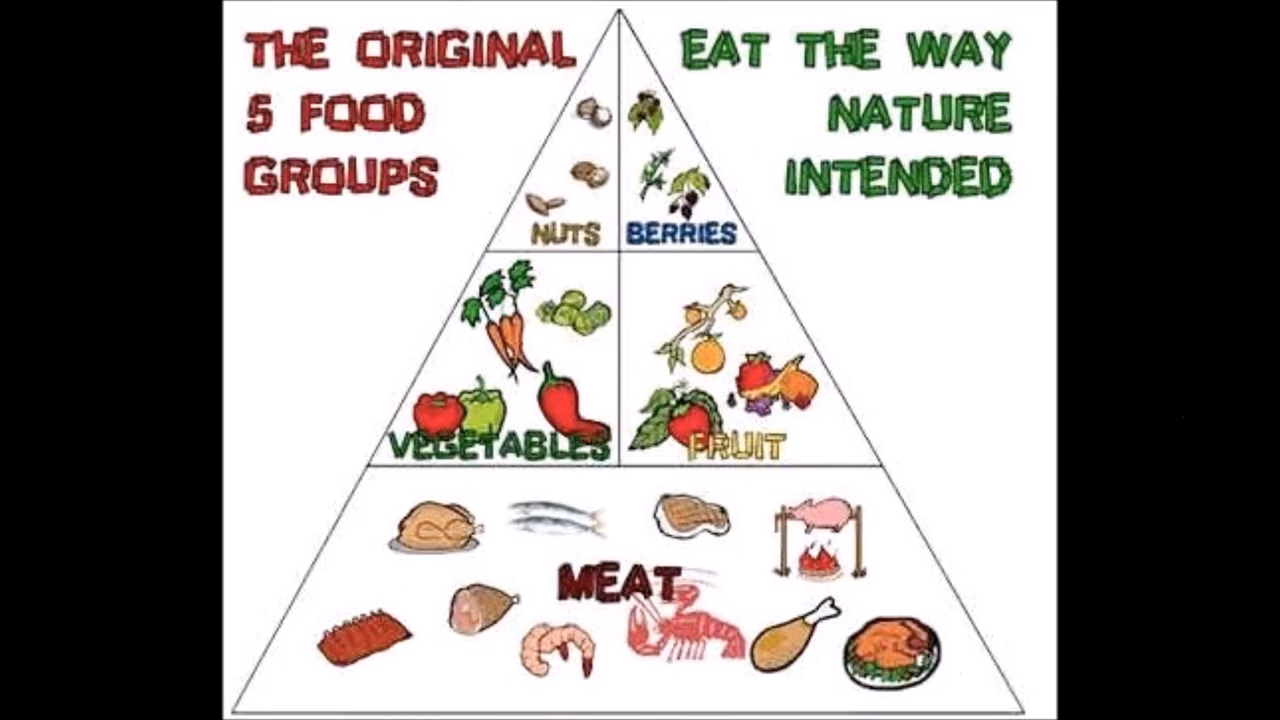 THE ORIGINAL
5 FOOD
GROUPS
EAT THE WAY
NATURE
INTENDED
NUTS
BERRIES
VEGETABLES
FRUIT
MEAT